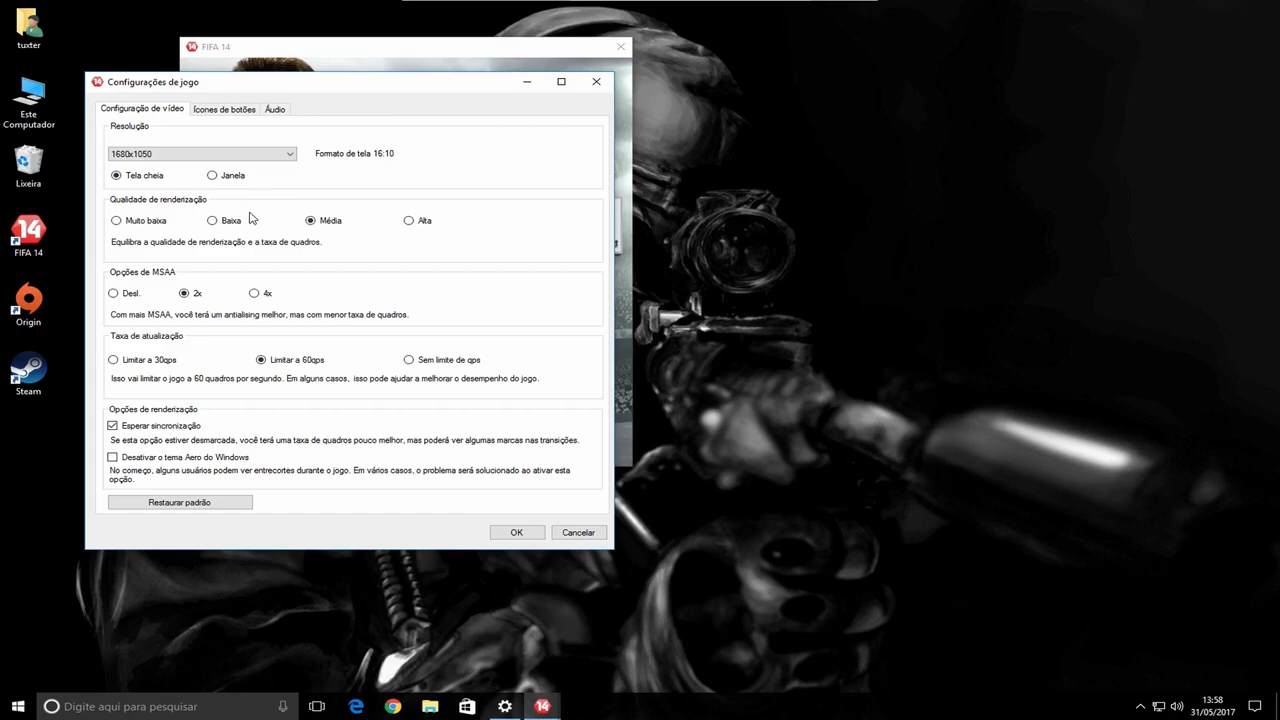 tuxter
Este
Computador
Lixeira
14
FIFA 14
Origin
Steam
14 FIFA 14
14 Configurações de jogo
Configuração de vídeo Ícones de botões Áudio
Resolução
1680x1050 Formato de tela 16:10
Tela cheia Janela
Qualidade de renderização
Muito baixa Baixa Média Alta
Equilibra a qualidade de renderização e a taxa de quadros.
Opções de MSAA
Desl. 2x 4x
Com mais MSAA, você terá um antialising melhor, mas com menor taxa de quadros.
Taxa de atualização
Limitar a 30qps Limitar a 60qps Sem limite de qps
Isso vai limitar o jogo a 60 quadros por segundo. Em alguns casos, isso pode ajudar a melhorar o desempenho do jogo.
Opções de renderização
Esperar sincronização
Se esta opção estiver desmarcada, você terá uma taxa de quadros pouco melhor, mas poderá ver algumas marcas nas transições.
Desativar o tema Aero do Windows
No começo, alguns usuários podem ver entrecortes durante o jogo. Em vários casos, o problema será solucionado ao ativar esta
opção.
Restaurar padrão
OK Cancelar
Digite aqui para pesquisar
14
13:58
31/05/2017